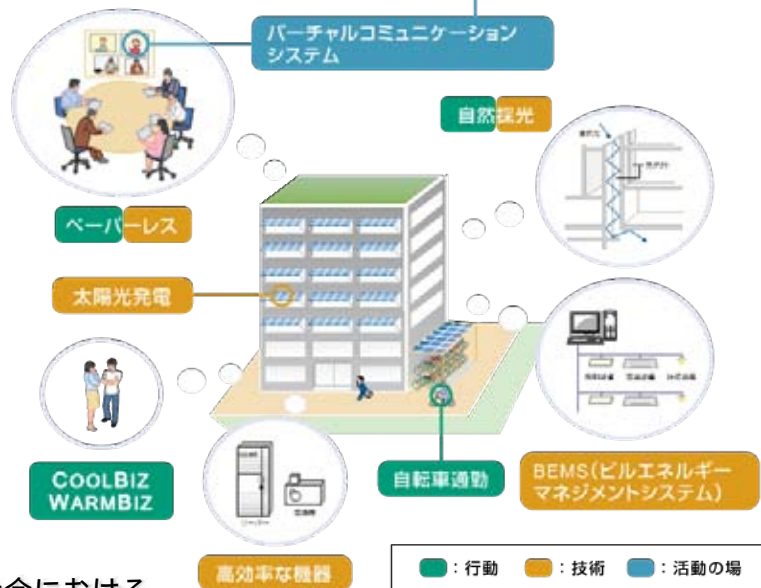 バーチャルコミュニケーション
システム
自然採光
ペーパーレス
太陽光発電
COOLBIZ
WARMBIZ
自転車通勤
BEMS(ビルエネルギー
マネジメントシステム)
高効率な機器
:行動 :技術 :活動の場